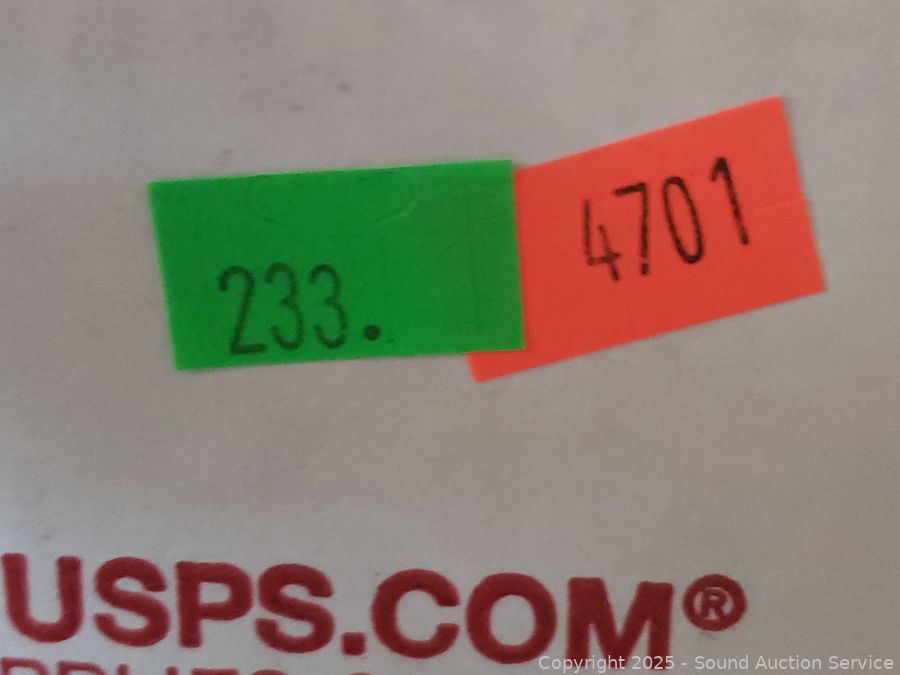 233.
4701
USPS.COM®
Copyright 2025 - Sound Auction Service